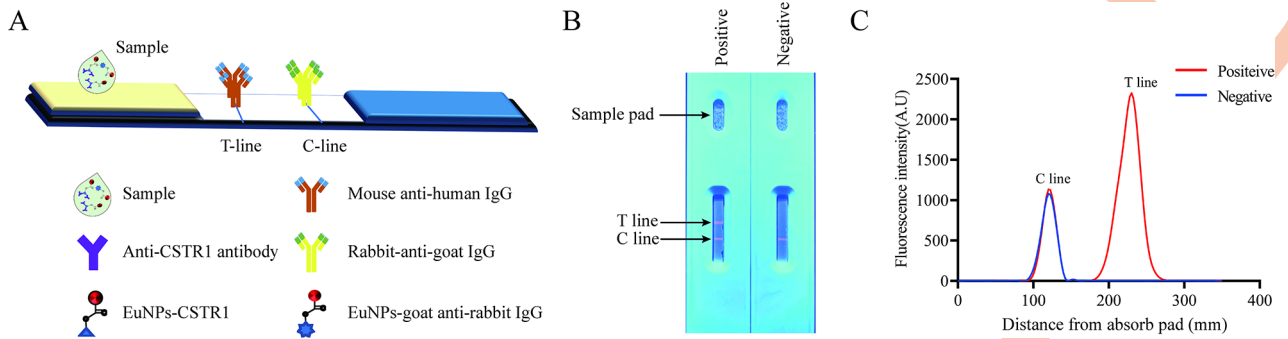 A
Sample
T-line
C-line
Sample
Mouse anti-human IgG
Anti-CSTR1 antibody
Rabbit-anti-goat IgG
EuNPs-CSTR1
EuNPs-goat anti-rabbit IgG
B
Positive
Negative
Sample pad
T line
C line
C
Positeive
Negative
T line
C line
Fluorescence intensity(A.U)
2500
2000
1500
1000
500
0
0
100
200
300
400
Distance from absorb pad (mm)